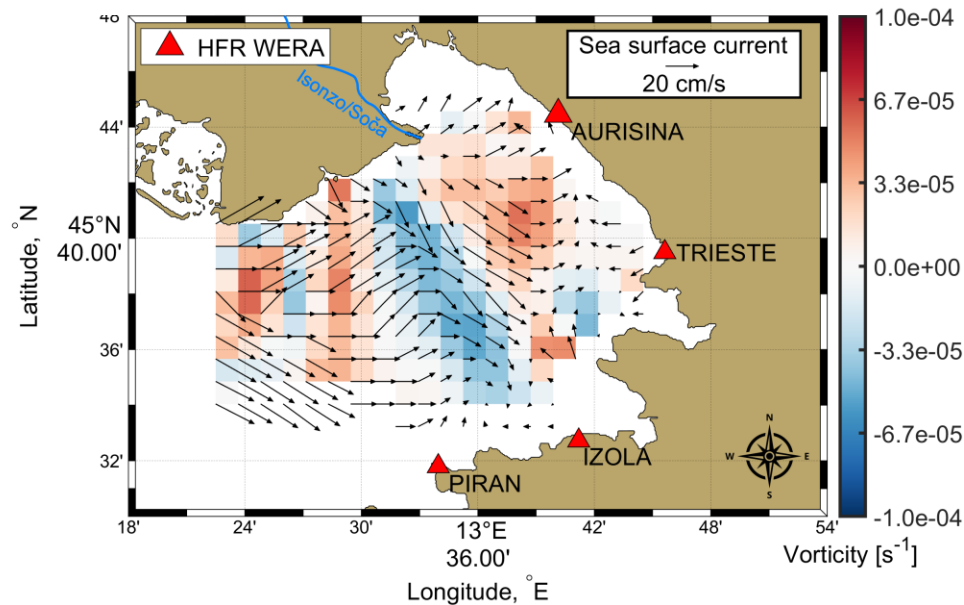 48
HFR WERA
Sea surface current
20 cm/s
Isonzo/Soča
44'
AURISINA
45°N
40.00'
TRIESTE
36'
32'
IZOLA
PIRAN
N
W
E
S
18'
24'
30'
13°E
36.00'
42'
48'
54'
Latitude, °N
Longitude, °E
1.0e-04
6.7e-05
3.3e-05
0.0e+00
-3.3e-05
-6.7e-05
-1.0e-04
Vorticity [s⁻¹]